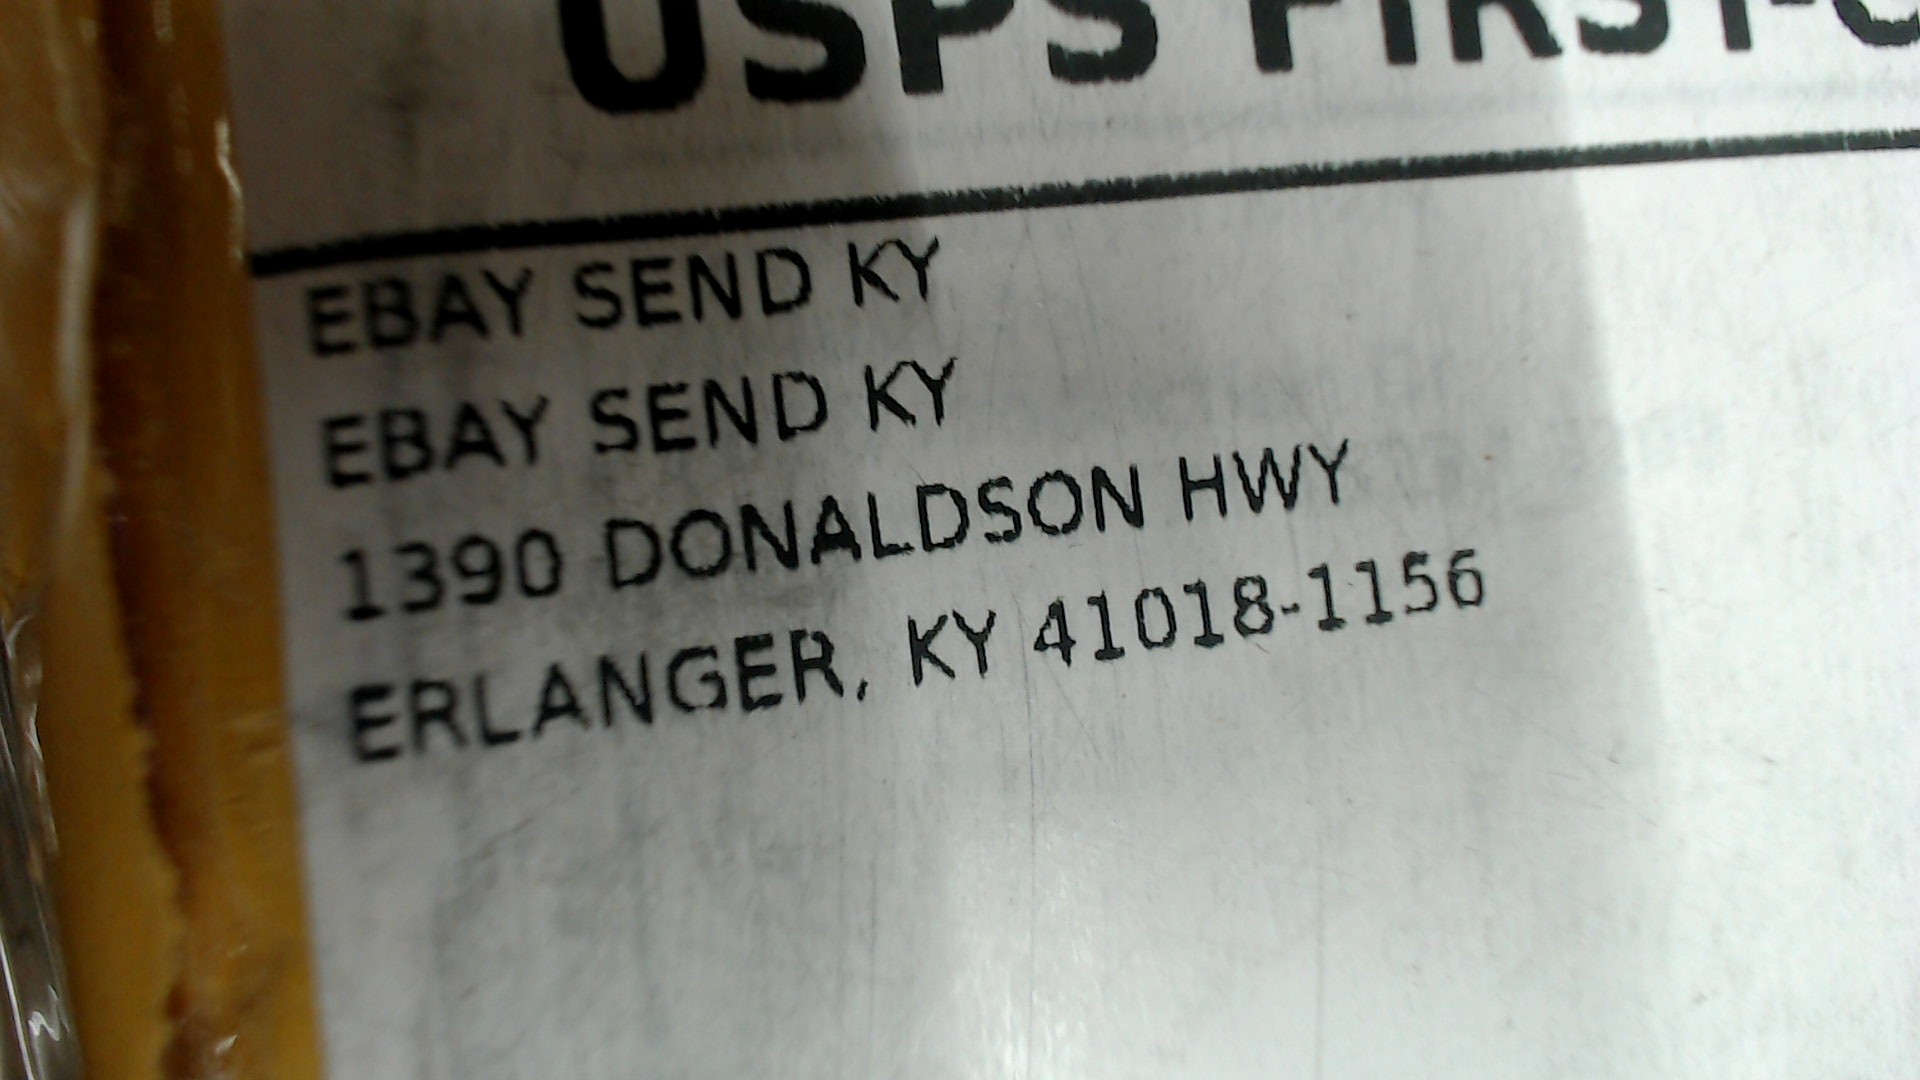 USPS FIRST-C
EBAY SEND KY
EBAY SEND KY
1390 DONALDSON HWY
ERLANGER, KY 41018-1156